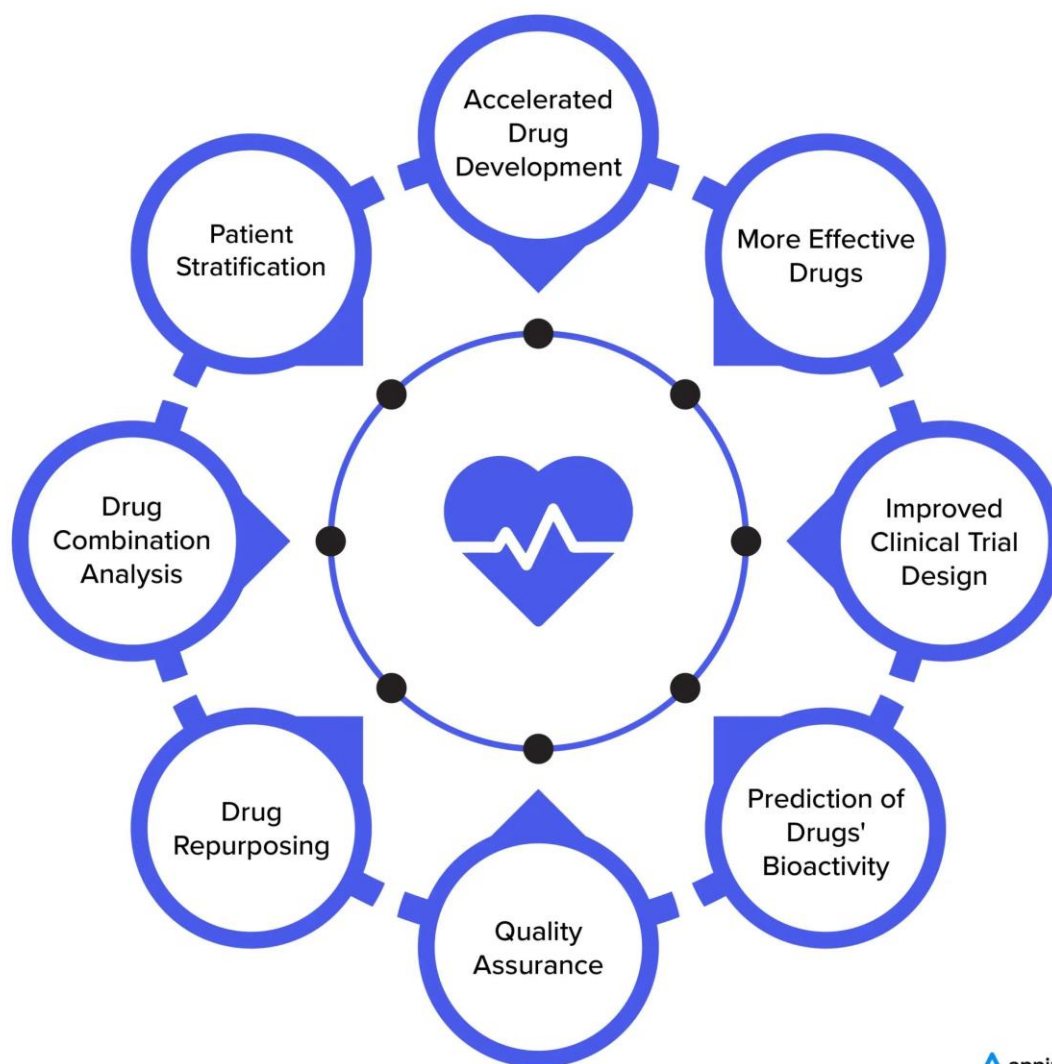 Accelerated
Drug
Development
More Effective
Drugs
Improved
Clinical Trial
Design
Prediction of
Drugs'
Bioactivity
Quality
Assurance
Drug
Repurposing
Drug
Combination
Analysis
Patient
Stratification